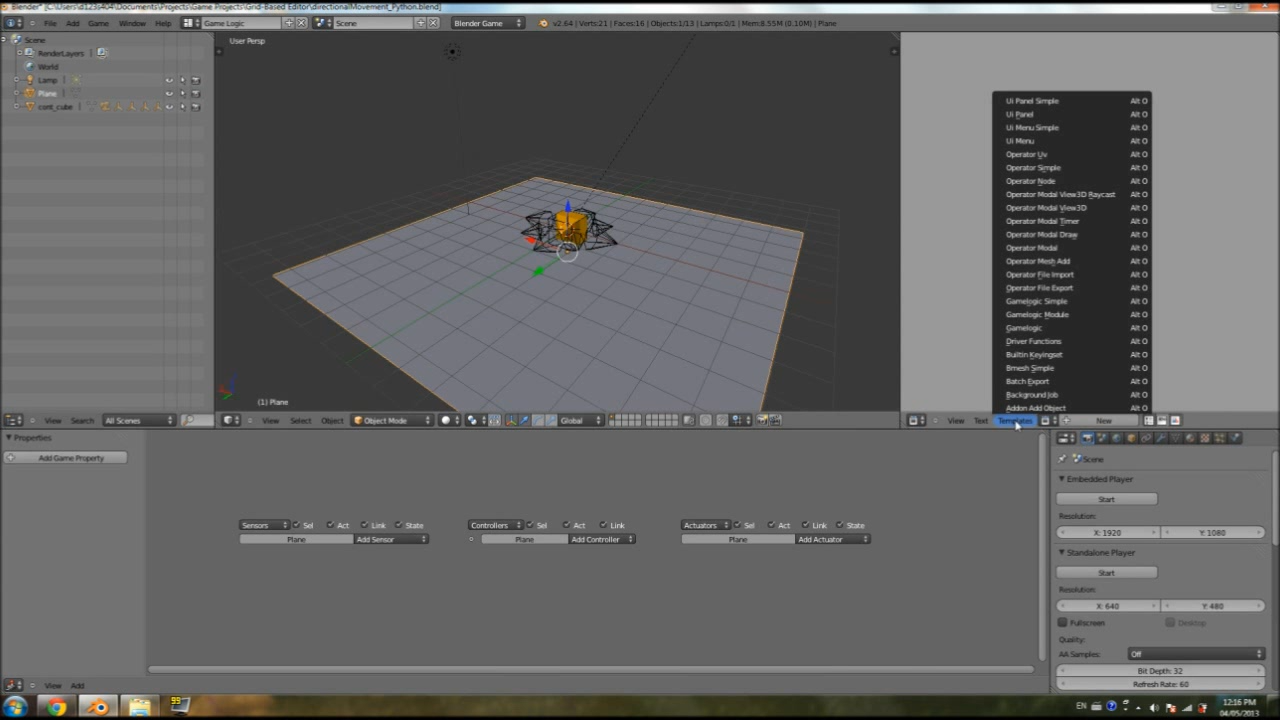 Blender* [C:\Users\d123s404\Documents\Projects\Game Projects\Grid-Based Editor\directionalMovement_Python.blend]
File Add Game Window Help Game Logic Scene Blender Game v2.64 | Verts:21 | Faces:16 | Objects:1/13 | Lamps:0/1 | Mem:8.55M (0.10M) | Plane
Scene
RenderLayers
World
Lamp
Plane
cont_cube
User Persp
(1) Plane
Ui Panel Simple Alt O
Ui Panel Alt O
Ui Menu Simple Alt O
Ui Menu Alt O
Operator Uv Alt O
Operator Simple Alt O
Operator Node Alt O
Operator Modal View3D Raycast Alt O
Operator Modal View3D Alt O
Operator Modal Timer Alt O
Operator Modal Draw Alt O
Operator Modal Alt O
Operator Mesh Add Alt O
Operator File Import Alt O
Operator File Export Alt O
Gamelogic Simple Alt O
Gamelogic Module Alt O
Gamelogic Alt O
Driver Functions Alt O
Builtin Keyingset Alt O
Bmesh Simple Alt O
Batch Export Alt O
Background Job Alt O
Addon Add Object Alt O
View Search All Scenes
View Select Object Object Mode Global
View Text Templates New
Properties
Add Game Property
Sensors Sel Act Link State
Plane Add Sensor
Controllers Sel Act Link
Plane Add Controller
Actuators Sel Act Link State
Plane Add Actuator
Scene
Embedded Player
Start
Resolution:
X: 1920 Y: 1080
Standalone Player
Start
Resolution:
X: 640 Y: 480
Fullscreen Desktop
Quality:
AA Samples: Off
Bit Depth: 32
Refresh Rate: 60
View Add
99
EN
12:16 PM
04/05/2013